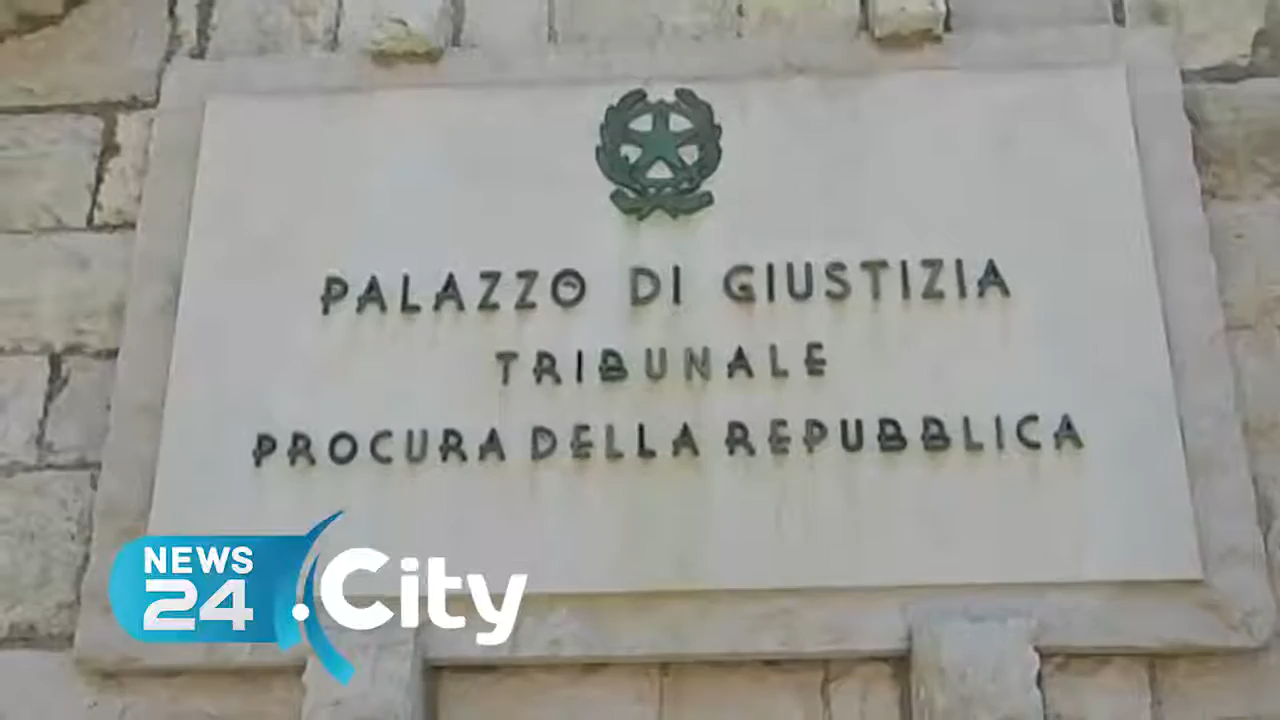 PALAZZO DI GIUSTIZIA
TRIBUNALE
PROCURA DELLA REPUBBLICA
NEWS
24 .City